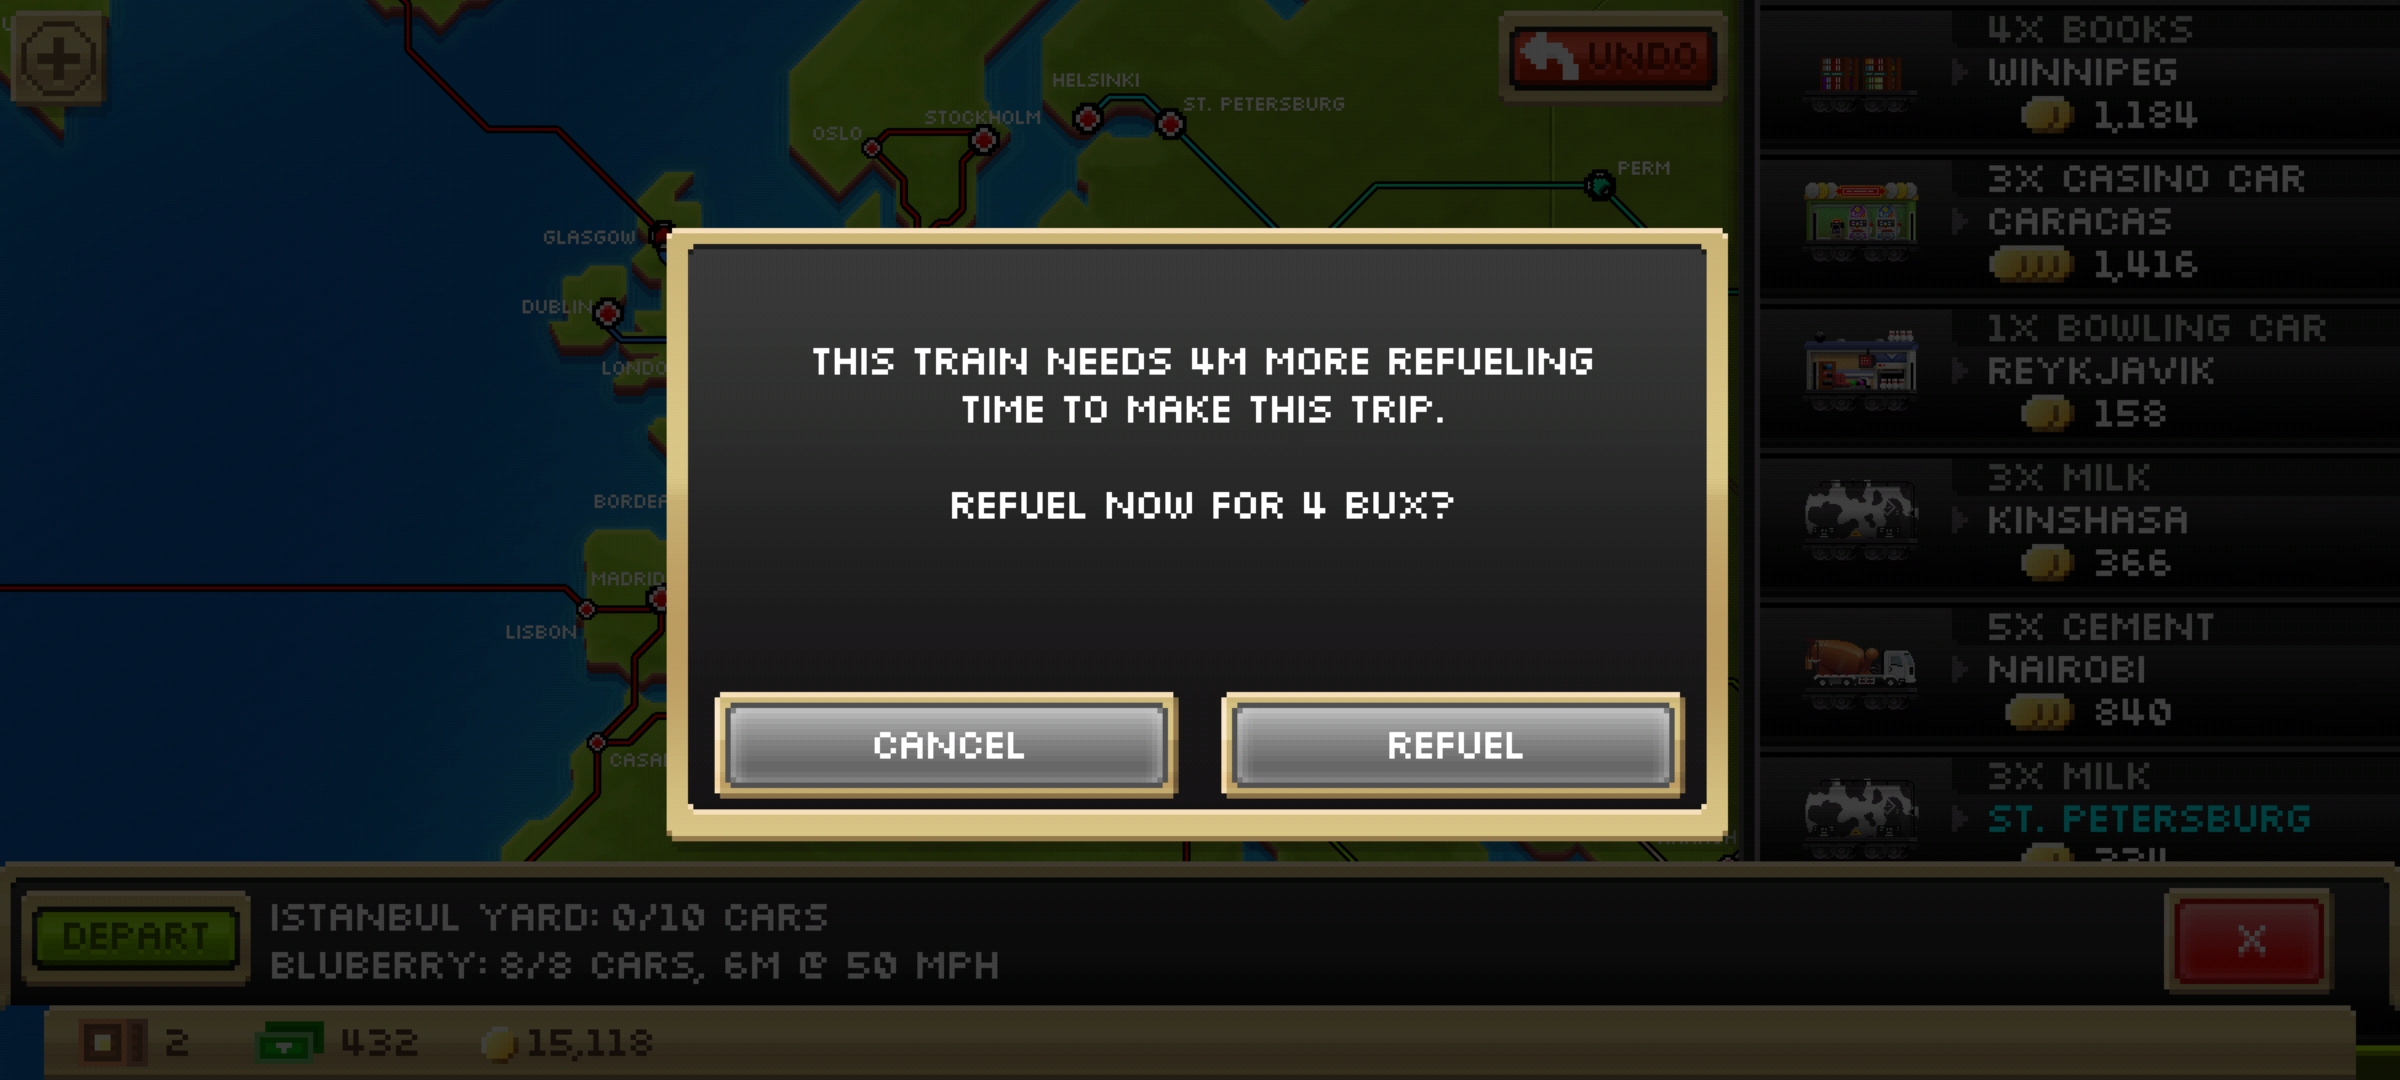 HELSINKI
ST. PETERSBURG
STOCKHOLM
OSLO
PERM
GLASGOW
DUBLIN
MADRID
LISBON
UNDO
THIS TRAIN NEEDS 4M MORE REFUELING
TIME TO MAKE THIS TRIP.
REFUEL NOW FOR 4 BUX?
CANCEL
REFUEL
4X BOOKS
WINNIPEG
1,184
3X CASINO CAR
CARACAS
1,416
1X BOWLING CAR
REYKJAVIK
158
3X MILK
KINSHASA
366
5X CEMENT
NAIROBI
840
3X MILK
ST. PETERSBURG
DEPART
ISTANBUL YARD: 0/10 CARS
BLUBERRY: 8/8 CARS, 6M @ 50 MPH
X
2
432
15,118